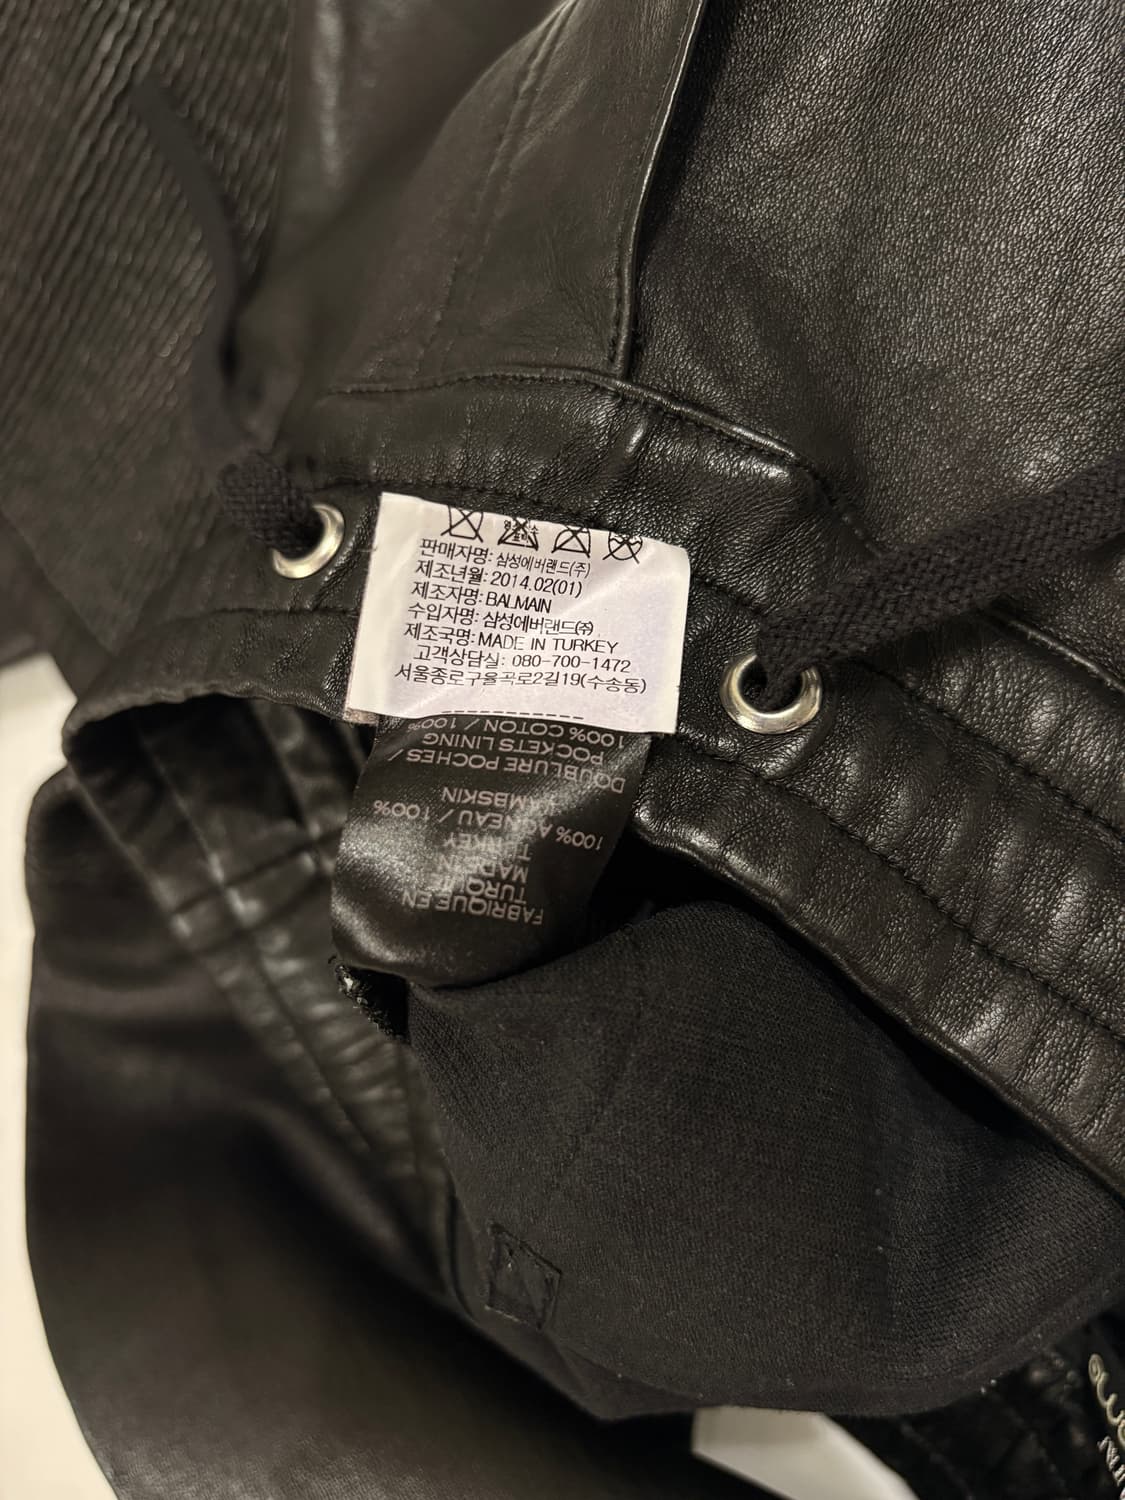 판매자명: 삼성에버랜드(주)
제조년월: 2014.02(01)
제조자명: BALMAIN
수입자명: 삼성에버랜드㈜
제조국명: MADE IN TURKEY
고객상담실: 080-700-1472
서울종로구율곡로2길19(수송동)
FABRIQUE EN
TURQUIE
MADE IN
TURKEY
100% AGNEAU / 100%
LAMBSKIN
DOUBLURE POCHES /
POCKETS LINING
100% COTON / 100%